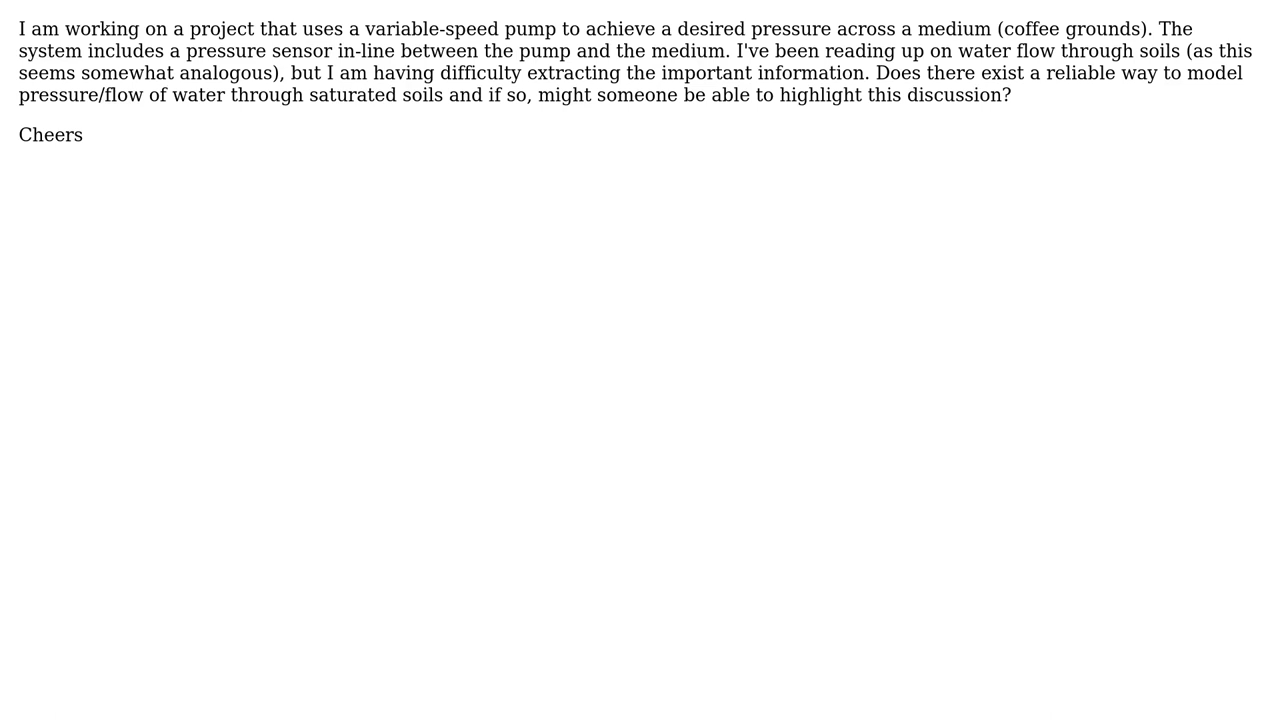 I am working on a project that uses a variable-speed pump to achieve a desired pressure across a medium (coffee grounds). The
system includes a pressure sensor in-line between the pump and the medium. I've been reading up on water flow through soils (as this
seems somewhat analogous), but I am having difficulty extracting the important information. Does there exist a reliable way to model
pressure/flow of water through saturated soils and if so, might someone be able to highlight this discussion?
Cheers